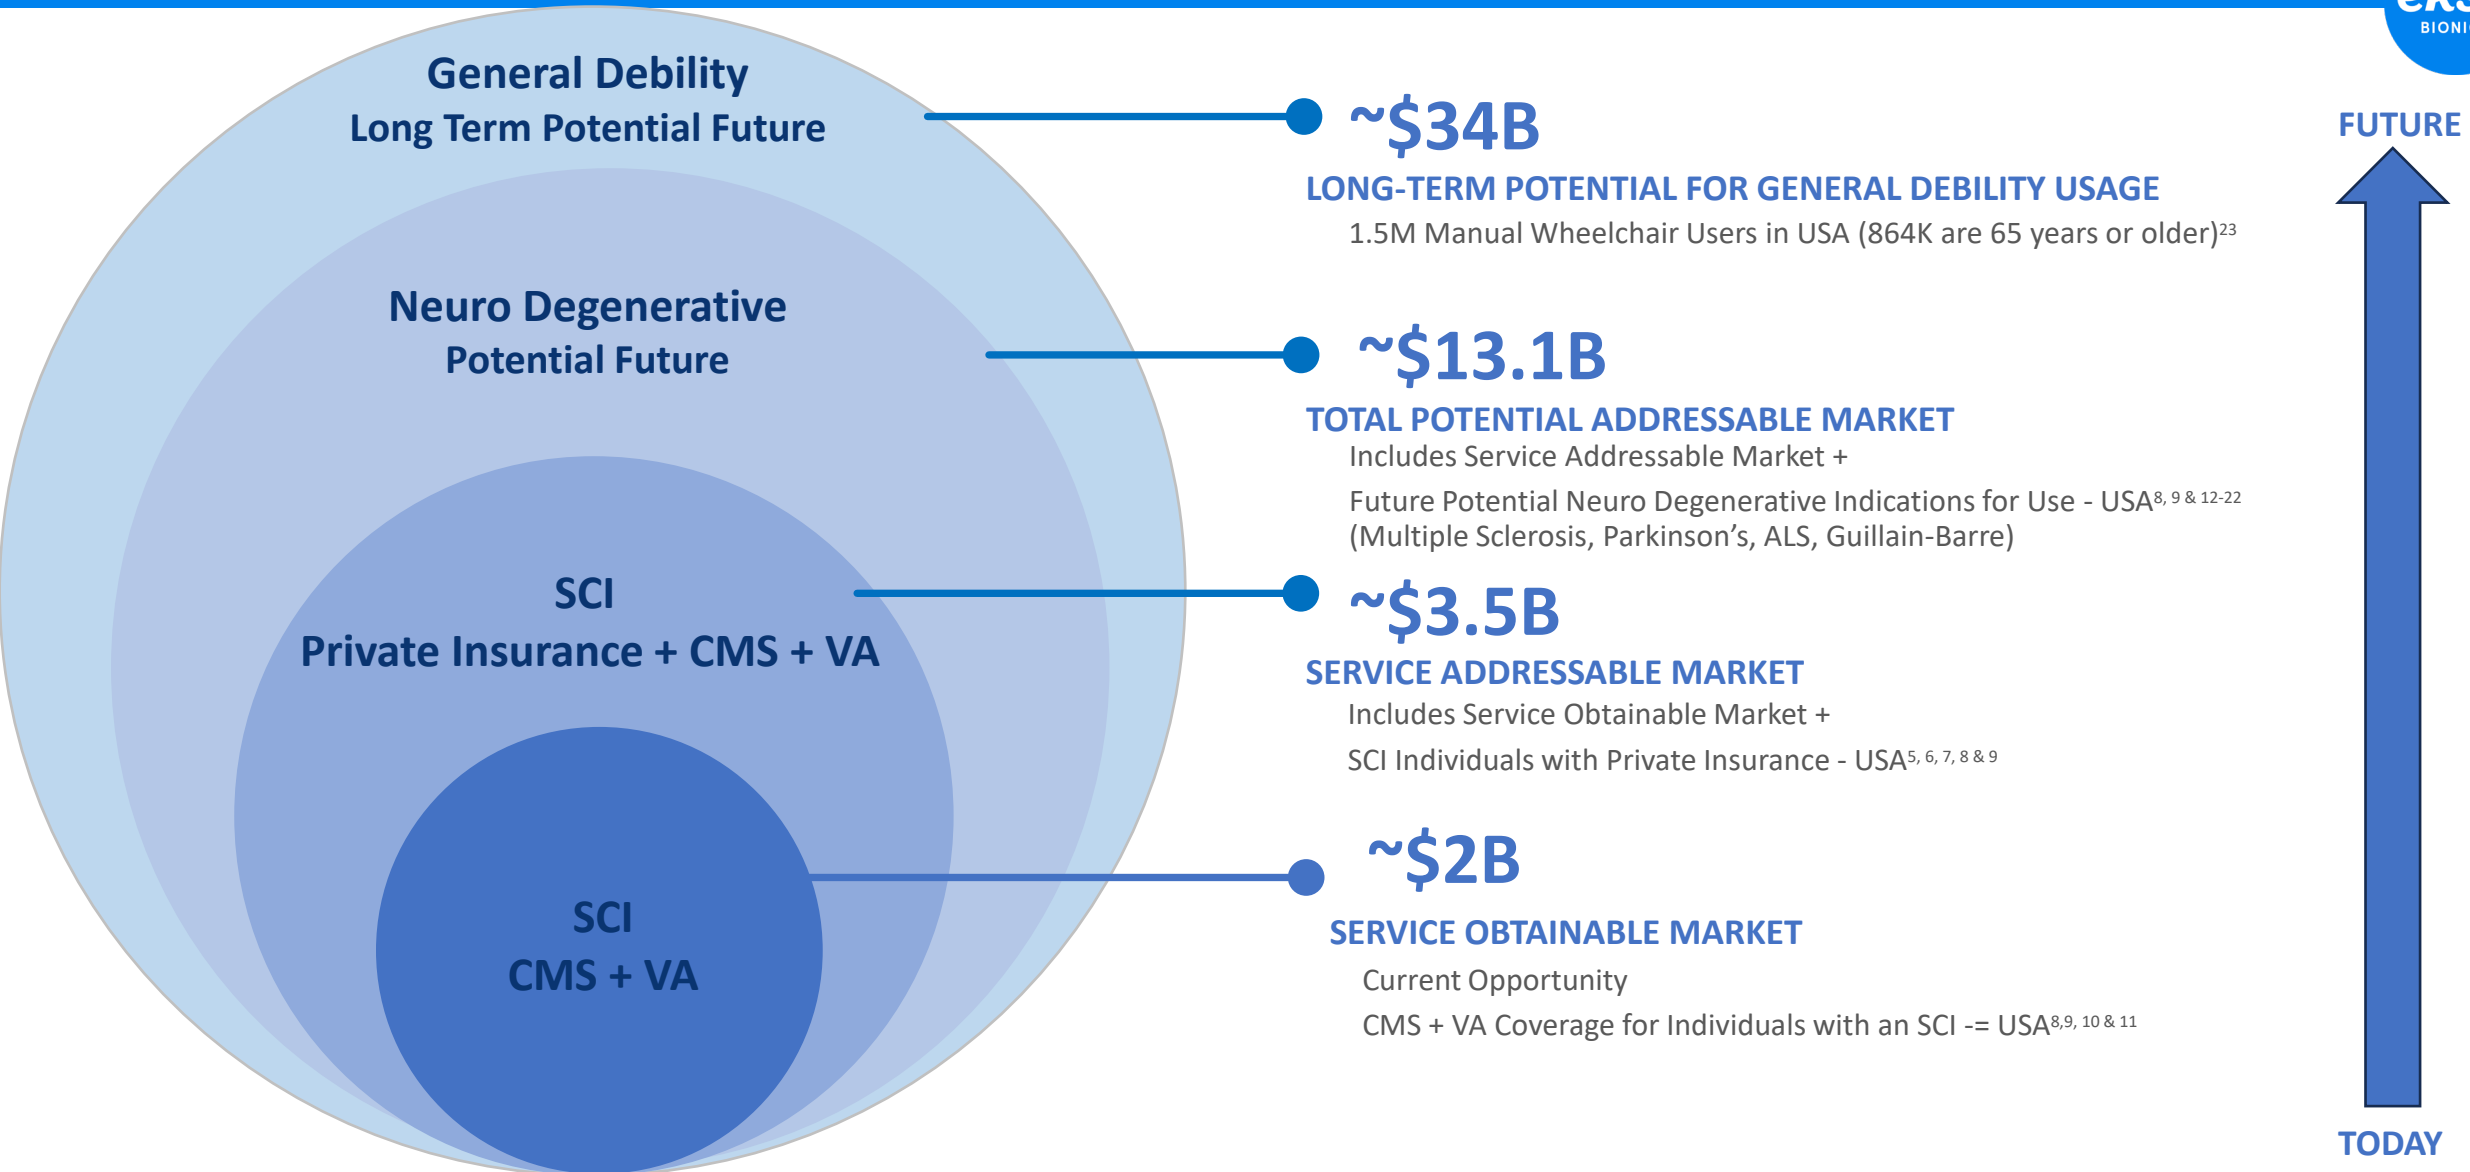 BIONIC
General Debility
Long Term Potential Future
Neuro Degenerative
Potential Future
SCI
Private Insurance + CMS + VA
SCI
CMS + VA
~$34B
LONG-TERM POTENTIAL FOR GENERAL DEBILITY USAGE
1.5M Manual Wheelchair Users in USA (864K are 65 years or older)23
~$13.1B
TOTAL POTENTIAL ADDRESSABLE MARKET
Includes Service Addressable Market +
Future Potential Neuro Degenerative Indications for Use - USA8, 9 & 12-22
(Multiple Sclerosis, Parkinson’s, ALS, Guillain-Barre)
~$3.5B
SERVICE ADDRESSABLE MARKET
Includes Service Obtainable Market +
SCI Individuals with Private Insurance - USA5, 6, 7, 8 & 9
~$2B
SERVICE OBTAINABLE MARKET
Current Opportunity
CMS + VA Coverage for Individuals with an SCI -= USA8,9, 10 & 11
FUTURE
TODAY